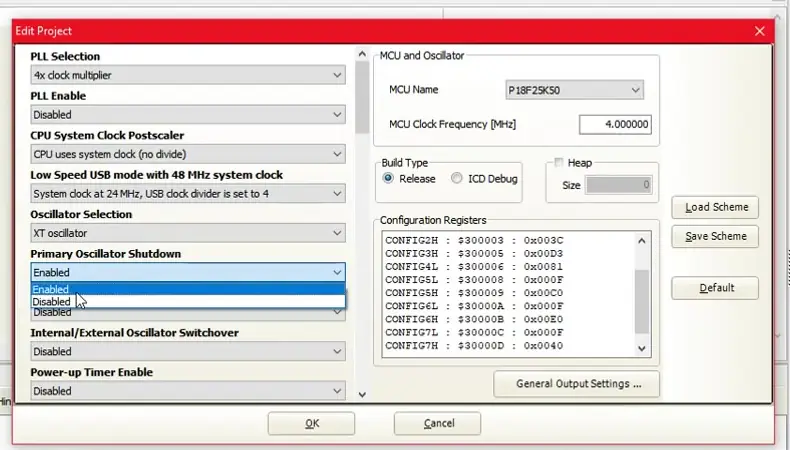 Edit Project
PLL Selection
4x clock multiplier
PLL Enable
Disabled
CPU System Clock Postscaler
CPU uses system clock (no divide)
Low Speed USB mode with 48 MHz system clock
System clock at 24 MHz, USB clock divider is set to 4
Oscillator Selection
XT oscillator
Primary Oscillator Shutdown
Enabled
Enabled
Disabled
Disabled
Internal/External Oscillator Switchover
Disabled
Power-up Timer Enable
Disabled
MCU and Oscillator
MCU Name
P18F25K50
MCU Clock Frequency [MHz]
4.000000
Build Type
Release
ICD Debug
Heap
Size
0
Configuration Registers
CONFIG2H : $300003 : 0x003C
CONFIG3H : $300005 : 0x00D3
CONFIG4L : $300006 : 0x0081
CONFIG5L : $300008 : 0x000F
CONFIG5H : $300009 : 0x00C0
CONFIG6L : $30000A : 0x000F
CONFIG6H : $30000B : 0x00E0
CONFIG7L : $30000C : 0x000F
CONFIG7H : $30000D : 0x0040
General Output Settings ...
Load Scheme
Save Scheme
Default
OK
Cancel